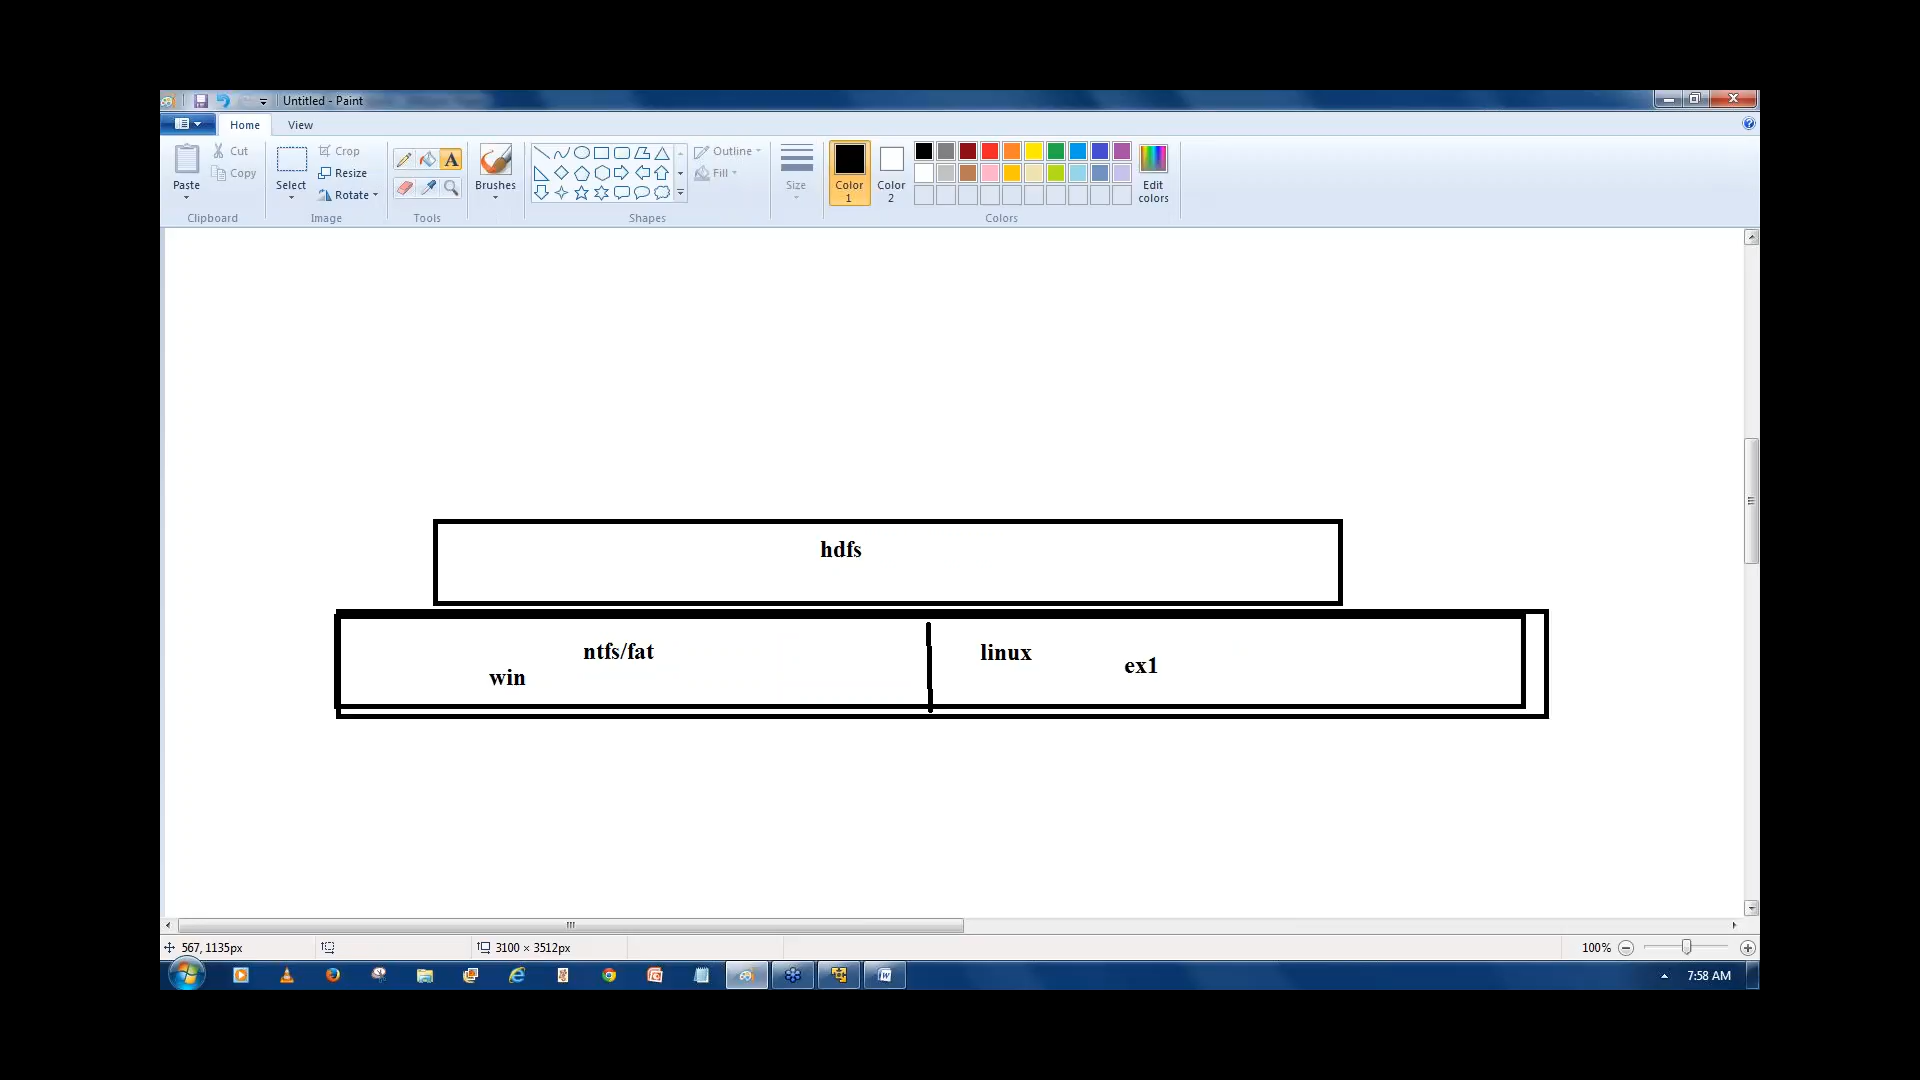 Untitled - Paint
Home View
Paste
Cut
Copy
Clipboard
Select
Crop
Resize
Rotate
Image
A
Tools
Brushes
Shapes
Outline
Fill
Size
Color 1
Color 2
Edit colors
Colors
hdfs
ntfs/fat
win
linux
ex1
567, 1135px
3100 × 3512px
100%
7:58 AM